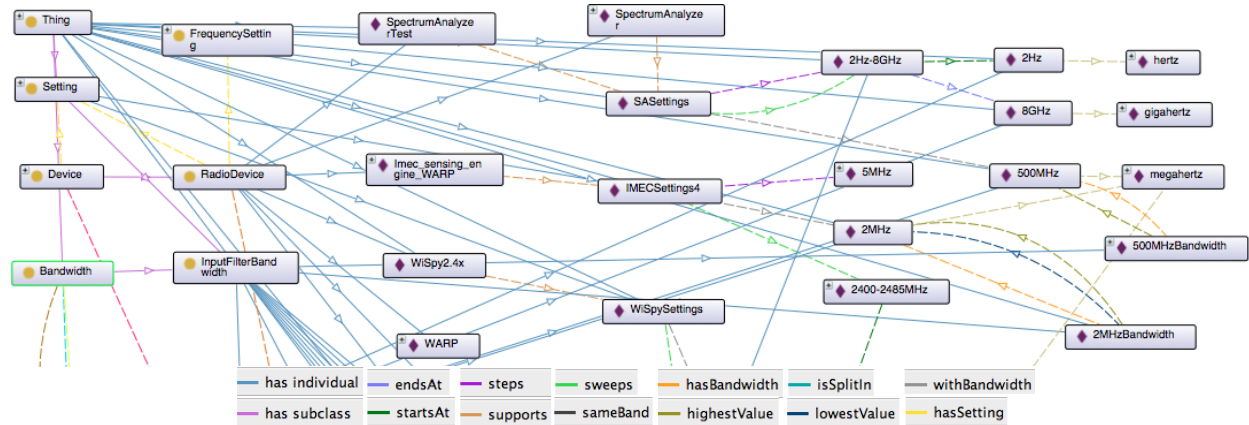 Thing
FrequencySettin
g
SpectrumAnalyze
rTest
SpectrumAnalyze
r
2Hz-8GHz
2Hz
hertz
Setting
SASettings
8GHz
gigahertz
Device
RadioDevice
Imec_sensing_en
gine_WARP
IMECSettings4
5MHz
500MHz
megahertz
2MHz
500MHzBandwidth
Bandwidth
InputFilterBand
width
WiSpy2.4x
2400-2485MHz
WiSpySettings
WARP
2MHzBandwidth
has individual
endsAt
steps
sweeps
hasBandwidth
isSplitIn
withBandwidth
has subclass
startsAt
supports
sameBand
highestValue
lowestValue
hasSetting